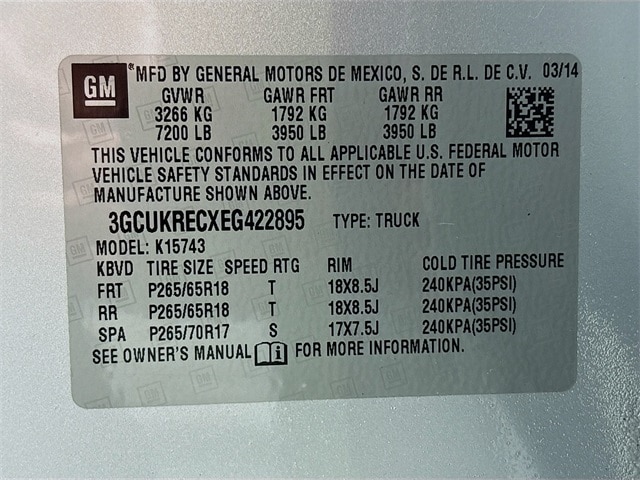 GM ® MFD BY GENERAL MOTORS DE MEXICO, S. DE R.L. DE C.V. 03/14
GVWR GAWR FRT GAWR RR
3266 KG 1792 KG 1792 KG
7200 LB 3950 LB 3950 LB
THIS VEHICLE CONFORMS TO ALL APPLICABLE U.S. FEDERAL MOTOR
VEHICLE SAFETY STANDARDS IN EFFECT ON THE DATE OF
MANUFACTURE SHOWN ABOVE.
3GCUKRECXEG422895 TYPE: TRUCK
MODEL: K15743
KBVD TIRE SIZE SPEED RTG RIM COLD TIRE PRESSURE
FRT P265/65R18 T 18X8.5J 240KPA(35PSI)
RR P265/65R18 T 18X8.5J 240KPA(35PSI)
SPA P265/70R17 S 17X7.5J 240KPA(35PSI)
SEE OWNER'S MANUAL FOR MORE INFORMATION.